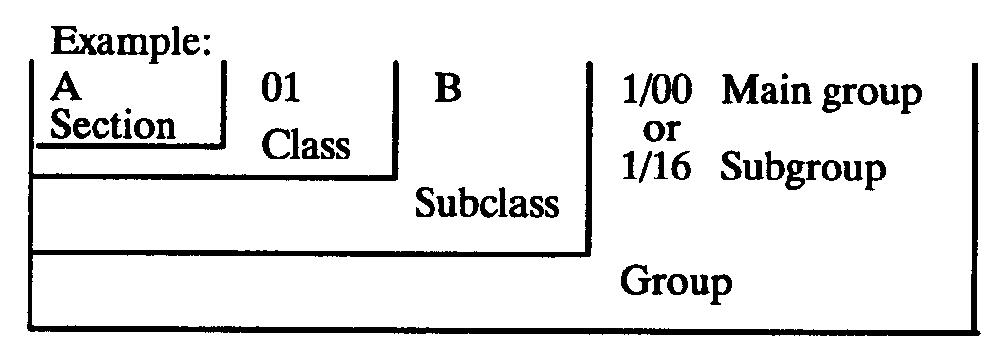 Example:
A 01 B 1/00 Main group
Section Class or
1/16 Subgroup
Subclass
Group